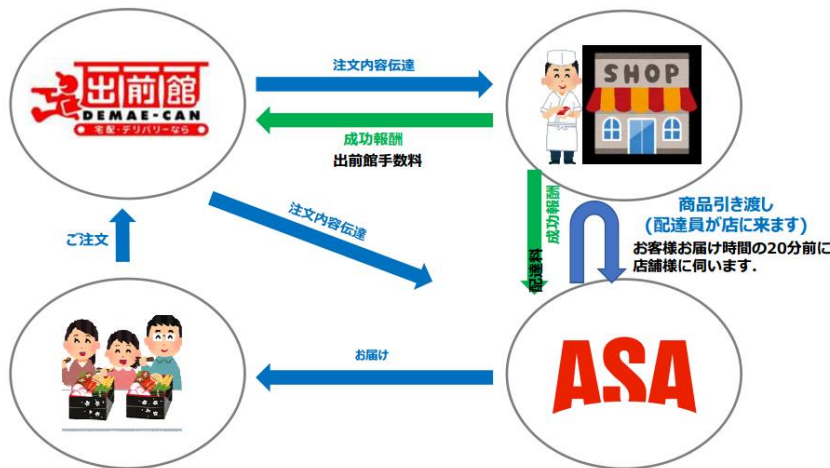 出前館
DEMAE-CAN
宅配・デリバリーなら
注文内容伝達
成功報酬
出前館手数料
SHOP
ご注文
注文内容伝達
成功報酬
配達料
商品引き渡し
(配達員が店に来ます)
お客様お届け時間の20分前に
店舗様に伺います.
お届け
ASA